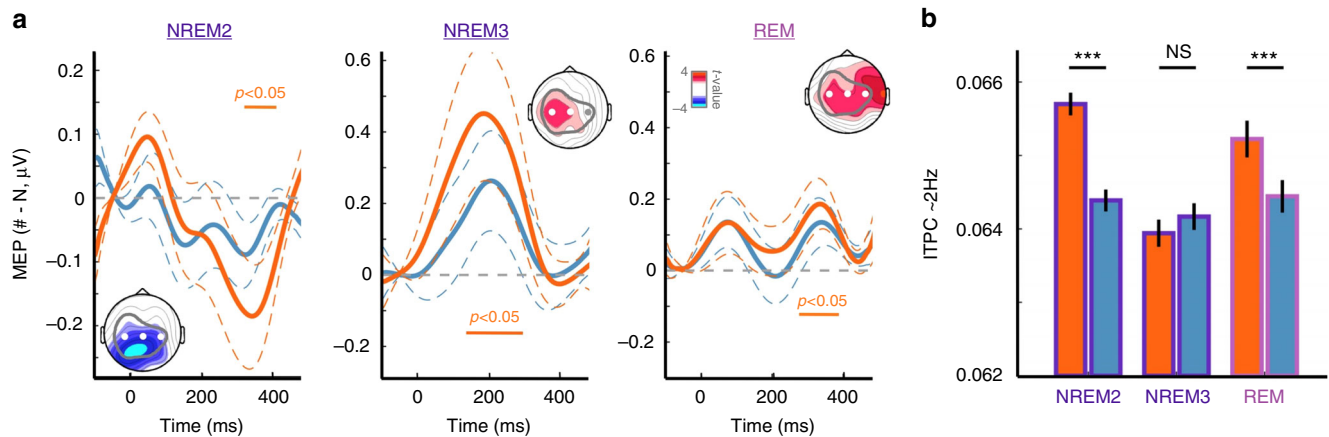 a
NREM2
NREM3
REM
b
MEP (# - N, μV)
0.2
0.1
0
−0.1
−0.2
p<0.05
0
200
400
Time (ms)
0.6
0.4
0.2
0
−0.2
p<0.05
0
200
400
Time (ms)
0.6
0.4
0.2
0
−0.2
4
−4
t-value
p<0.05
0
200
400
Time (ms)
ITPC ~2Hz
0.066
0.064
0.062
***
NS
***
NREM2
NREM3
REM